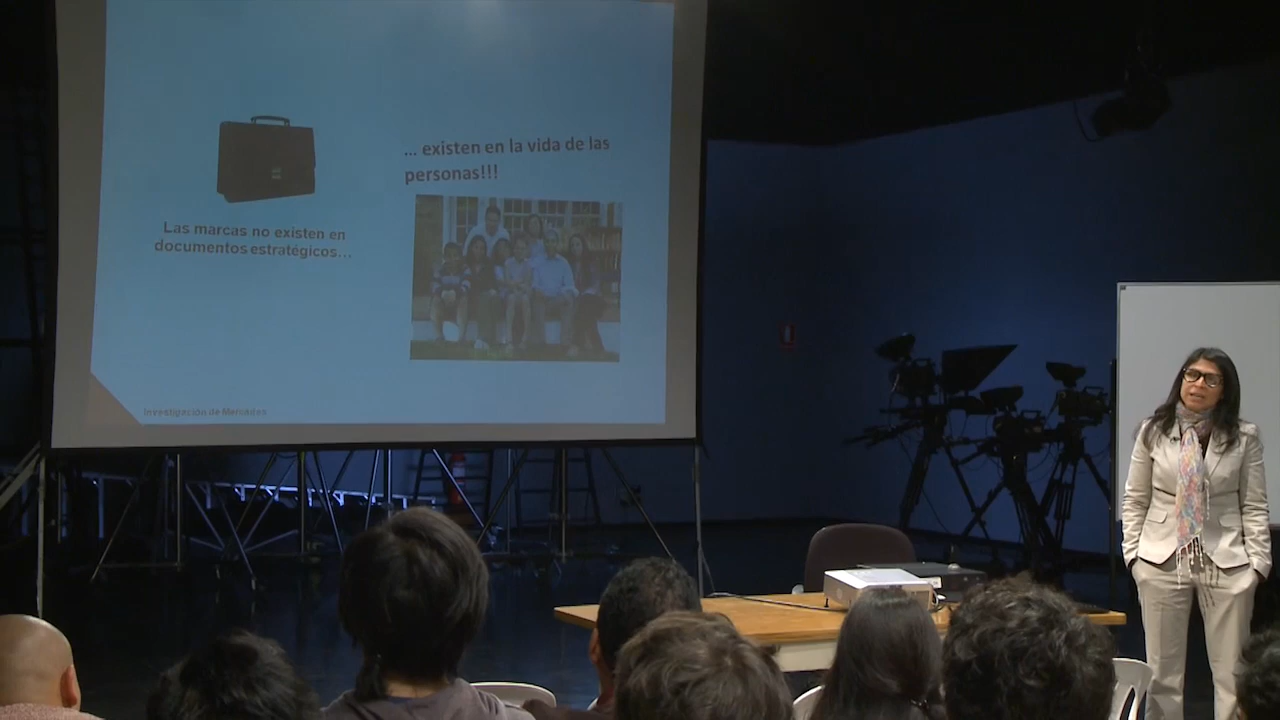 Las marcas no existen en
documentos estratégicos...
... existen en la vida de las
personas!!!
Investigación de Mercados